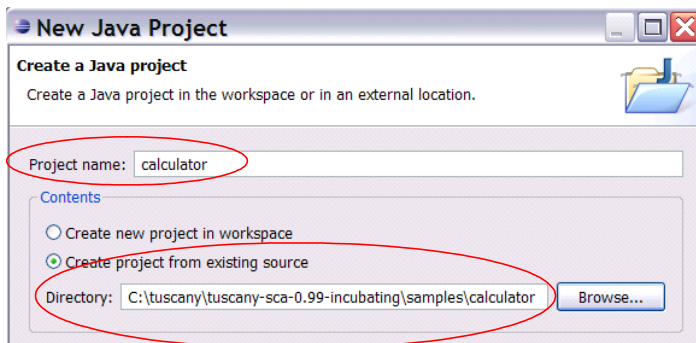 New Java Project
Create a Java project
Create a Java project in the workspace or in an external location.
Project name: calculator
Contents
Create new project in workspace
Create project from existing source
Directory: C:\tuscany\tuscany-sca-0.99-incubating\samples\calculator Browse...